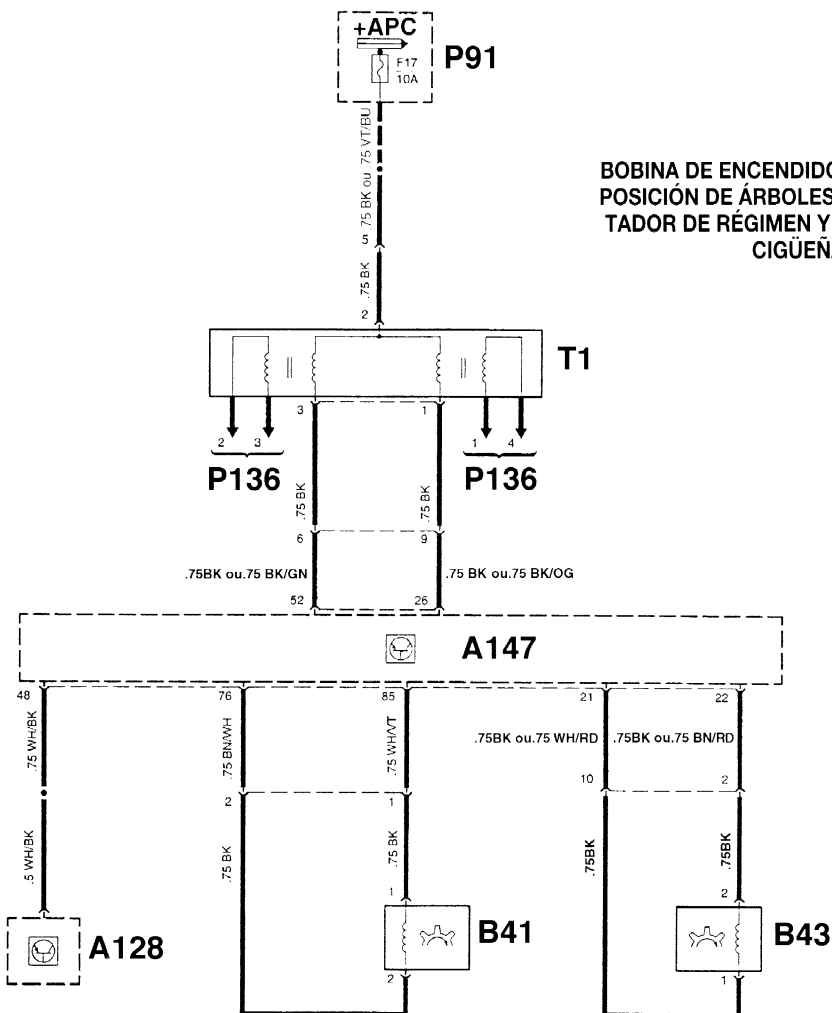 +APC
P91
F17
10A
.75 BK ou .75 VT/BU
BOBINA DE ENCENDIDO
POSICIÓN DE ÁRBOLES
TADOR DE RÉGIMEN Y
5
.75 BK
2
T1
3
1
2 3
1 4
P136
P136
.75 BK
.75 BK
6
9
.75BK ou.75 BK/GN
.75 BK ou.75 BK/OG
52
26
A147
48
76
85
21
22
.75 WH/BK
.75 BN/WH
.75 WH/VT
.75BK ou.75 WH/RD
.75BK ou.75 BN/RD
10
2
2
1
.5 WH/BK
.75 BK
.75 BK
.75BK
.75BK
1
2
A128
B41
B43
2
1